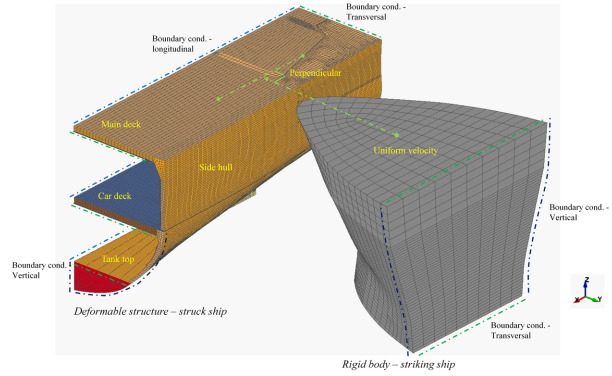 Boundary cond. -
Transversal
Boundary cond. -
longitudinal
Perpendicular
Main deck
Side hull
Uniform velocity
Car deck
Boundary cond. -
Vertical
Boundary cond. -
Vertical
Tank top
Deformable structure – struck ship
Boundary cond. -
Transversal
Rigid body – striking ship
Z
X
Y